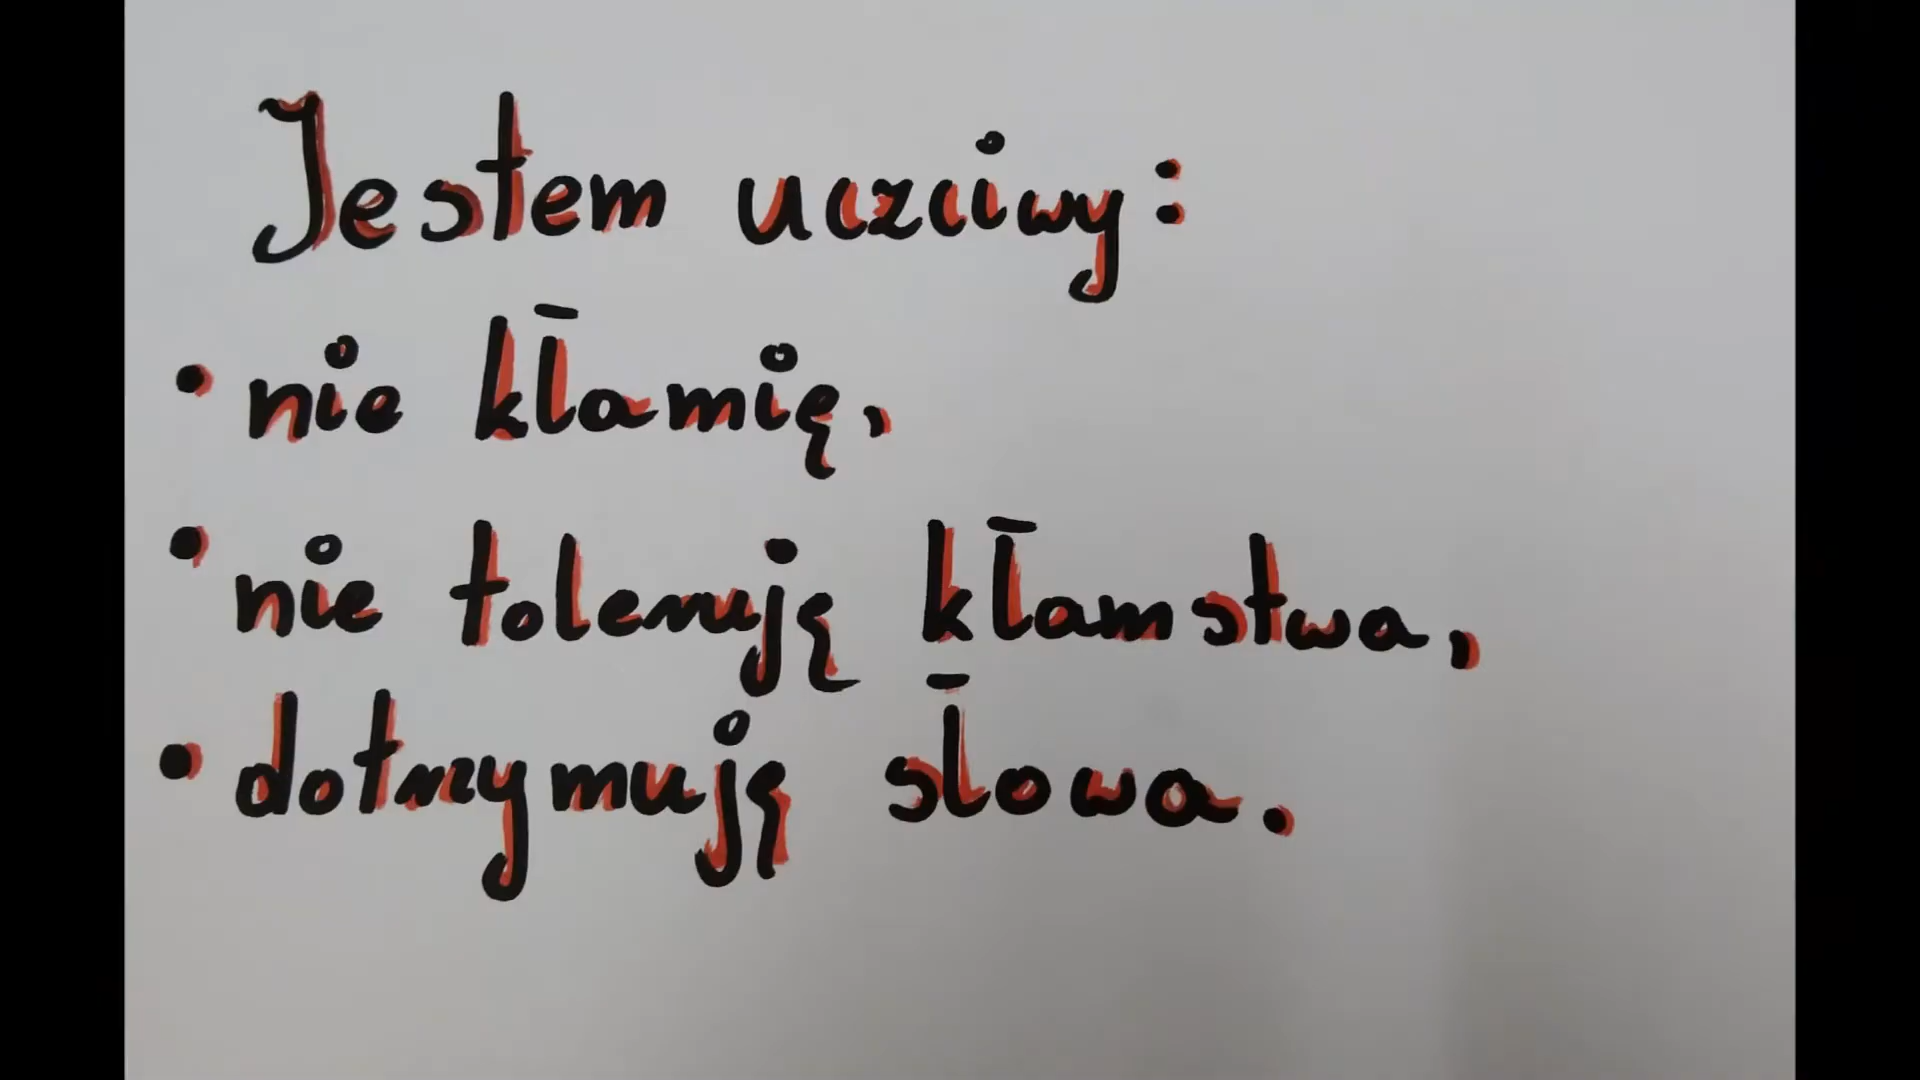 Jestem uczciwy:
• nie kłamię,
• nie toleruję kłamstwa,
• dotrzymuję słowa.